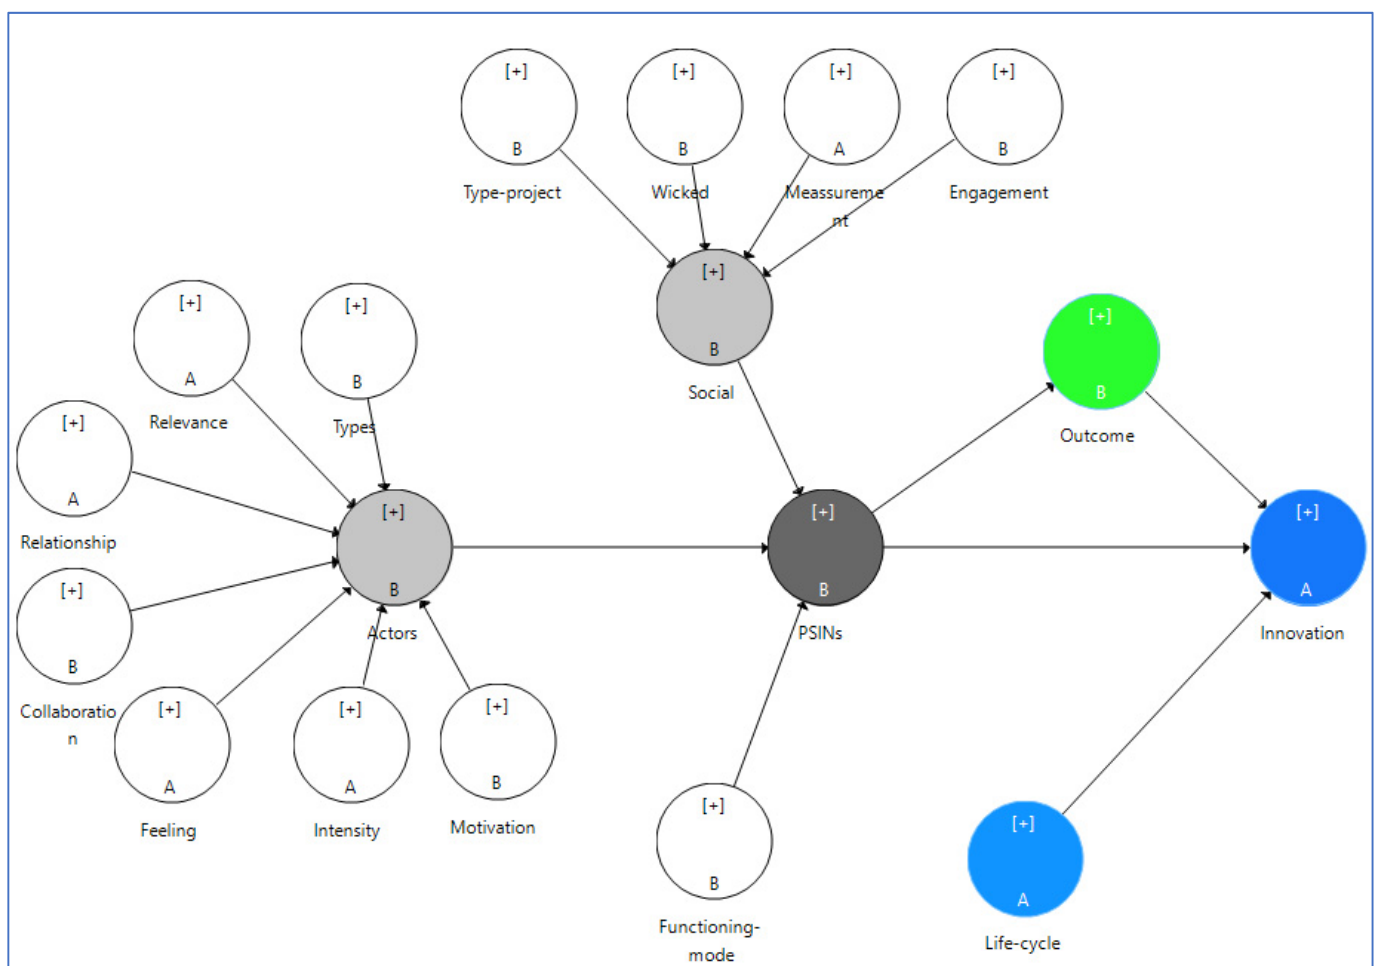 [+]
B
Type-project
[+]
B
Wicked
[+]
A
Meassureme
nt
[+]
B
Engagement
[+]
B
Social
[+]
A
Relevance
[+]
B
Types
[+]
B
Outcome
[+]
A
Relationship
[+]
B
Actors
[+]
B
PSINs
[+]
A
Innovation
[+]
B
Collaboratio
n
[+]
A
Feeling
[+]
A
Intensity
[+]
B
Motivation
[+]
B
Functioning-
mode
[+]
A
Life-cycle